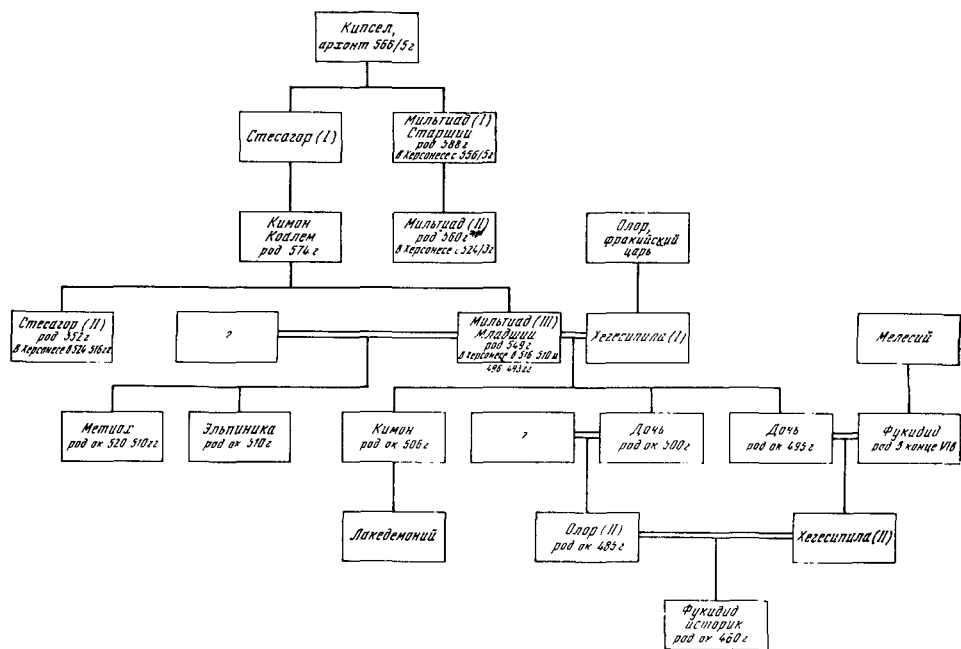 Кипсел,
архонт 566/5г
Стесагор (I)
Мильтиад (I)
Старший
род 588 г
в Херсонесе с 556/5г
Кимон
Коалем
род 574 г
Мильтиад (II)
род 560 г
в Херсонесе с 524/3г
Олор,
фракийский
царь
Стесагор (II)
род 552 г
в Херсонесе в 524 516 гг
?
Мильтиад (III)
Младший
род 549 г
в Херсонесе в 516 510 и
496 493 гг
Хегесипила (I)
Мелесий
Метиох
род ок 520 510 гг
Эльпиника
род ок 510 г
Кимон
род ок 506 г
?
Дочь
род ок 500 г
Дочь
род ок 495 г
Фукидид
род в конце VIв
Лакедемоний
Олор (II)
род ок 485 г
Хегесипила (II)
Фукидид
историк
род ок 460 г